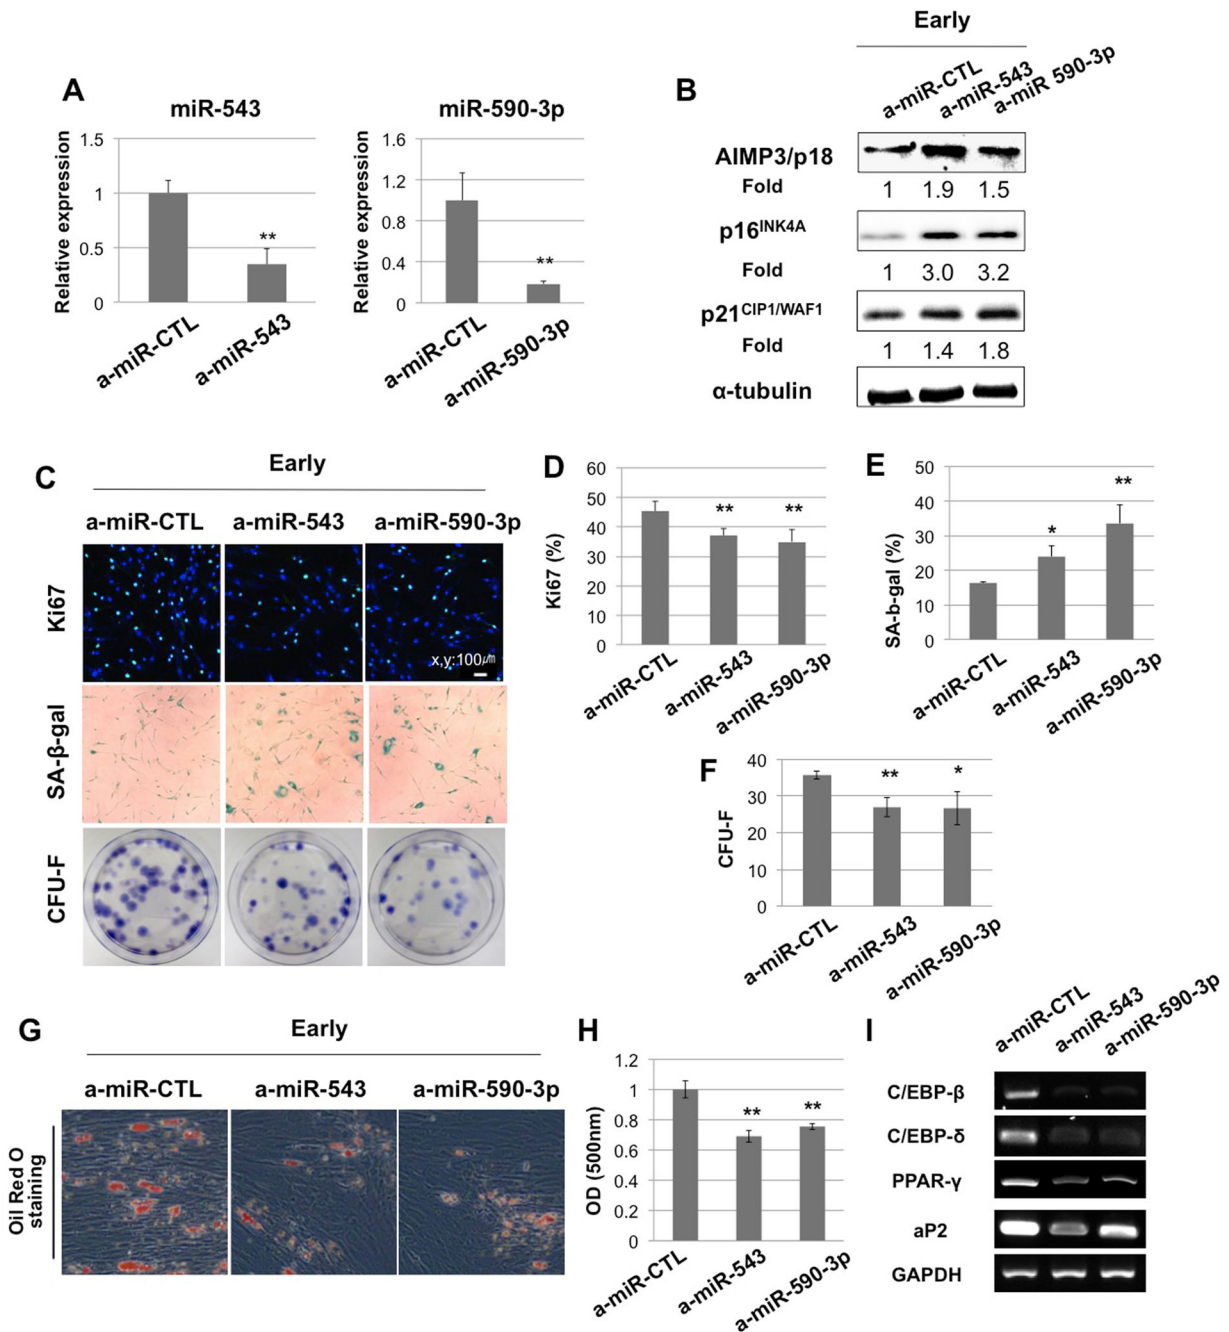 A
miR-543
Relative expression
1.5
1
0.5
0
**
a-miR-CTL
a-miR-543
miR-590-3p
Relative expression
1.6
1.2
0.8
0.4
0
**
a-miR-CTL
a-miR-590-3p
B
Early
a-miR-CTL
a-miR-543
a-miR 590-3p
AIMP3/p18
Fold 1 1.9 1.5
p16INK4A
Fold 1 3.0 3.2
p21CIP1/WAF1
Fold 1 1.4 1.8
α-tubulin
C
Early
a-miR-CTL a-miR-543 a-miR-590-3p
Ki67
x,y:100㎛
SA-β-gal
CFU-F
D
Ki67 (%)
60
50
40
30
20
10
0
** **
a-miR-CTL
a-miR-543
a-miR-590-3p
E
SA-b-gal (%)
50
40
30
20
10
0
* **
a-miR-CTL
a-miR-543
a-miR-590-3p
F
CFU-F
40
30
20
10
0
** *
a-miR-CTL
a-miR-543
a-miR-590-3p
G
Early
a-miR-CTL a-miR-543 a-miR-590-3p
Oil Red O
staining
H
OD (500nm)
1.2
1
0.8
0.6
0.4
0.2
0
** **
a-miR-CTL
a-miR-543
a-miR-590-3p
I
a-miR-CTL
a-miR-543
a-miR-590-3p
C/EBP-β
C/EBP-δ
PPAR-γ
aP2
GAPDH